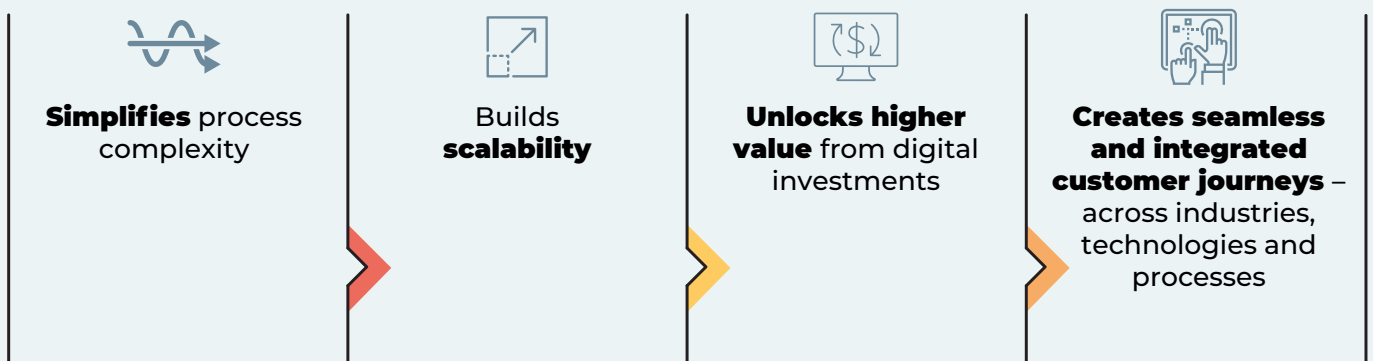 Simplifies process
complexity
Builds
scalability
Unlocks higher
value from digital
investments
Creates seamless
and integrated
customer journeys –
across industries,
technologies and
processes